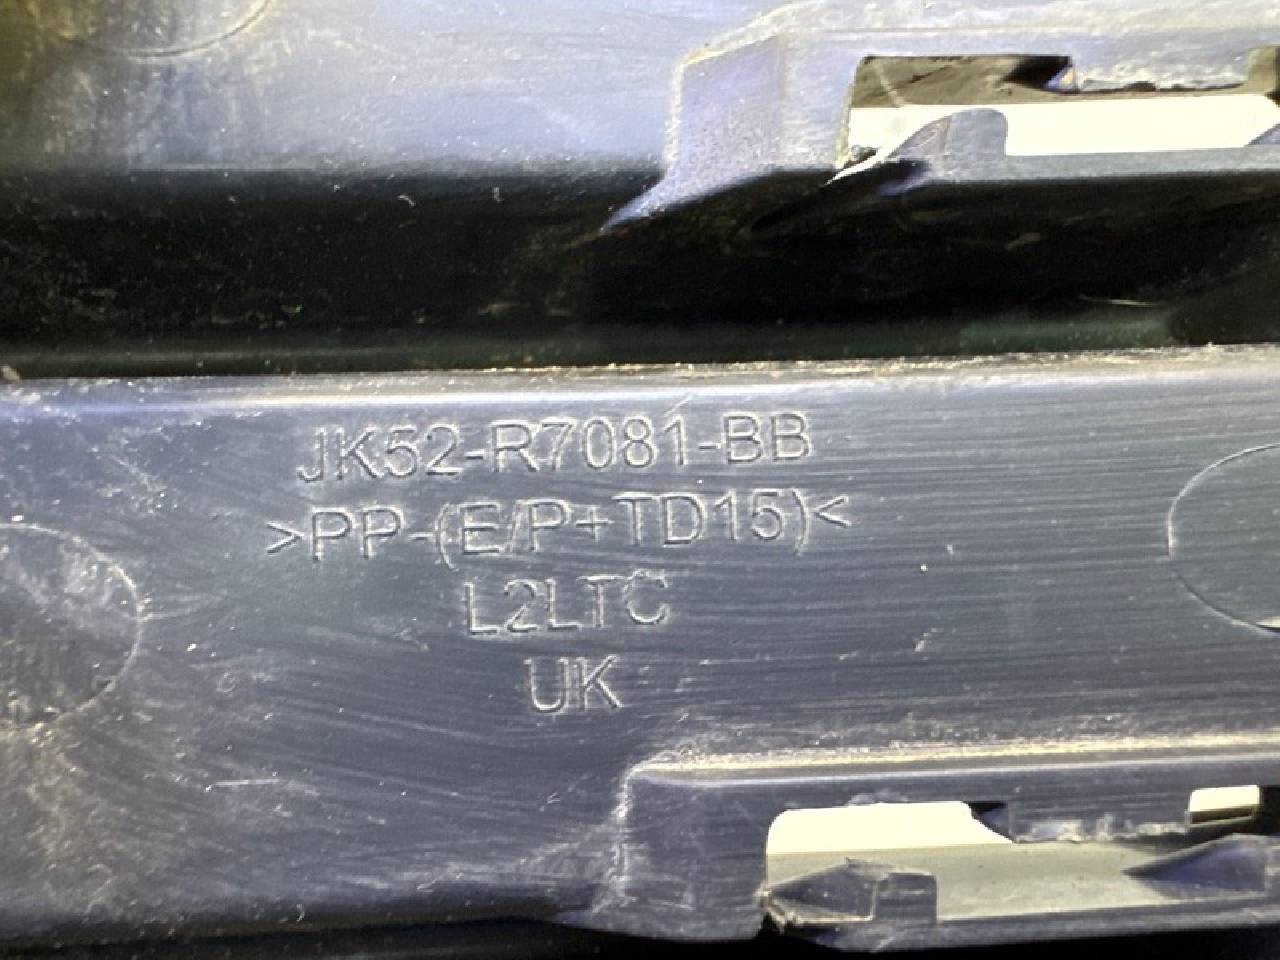 JK52-R7081-BB
>PP-(E/P+TD15)<
L2LTC
UK